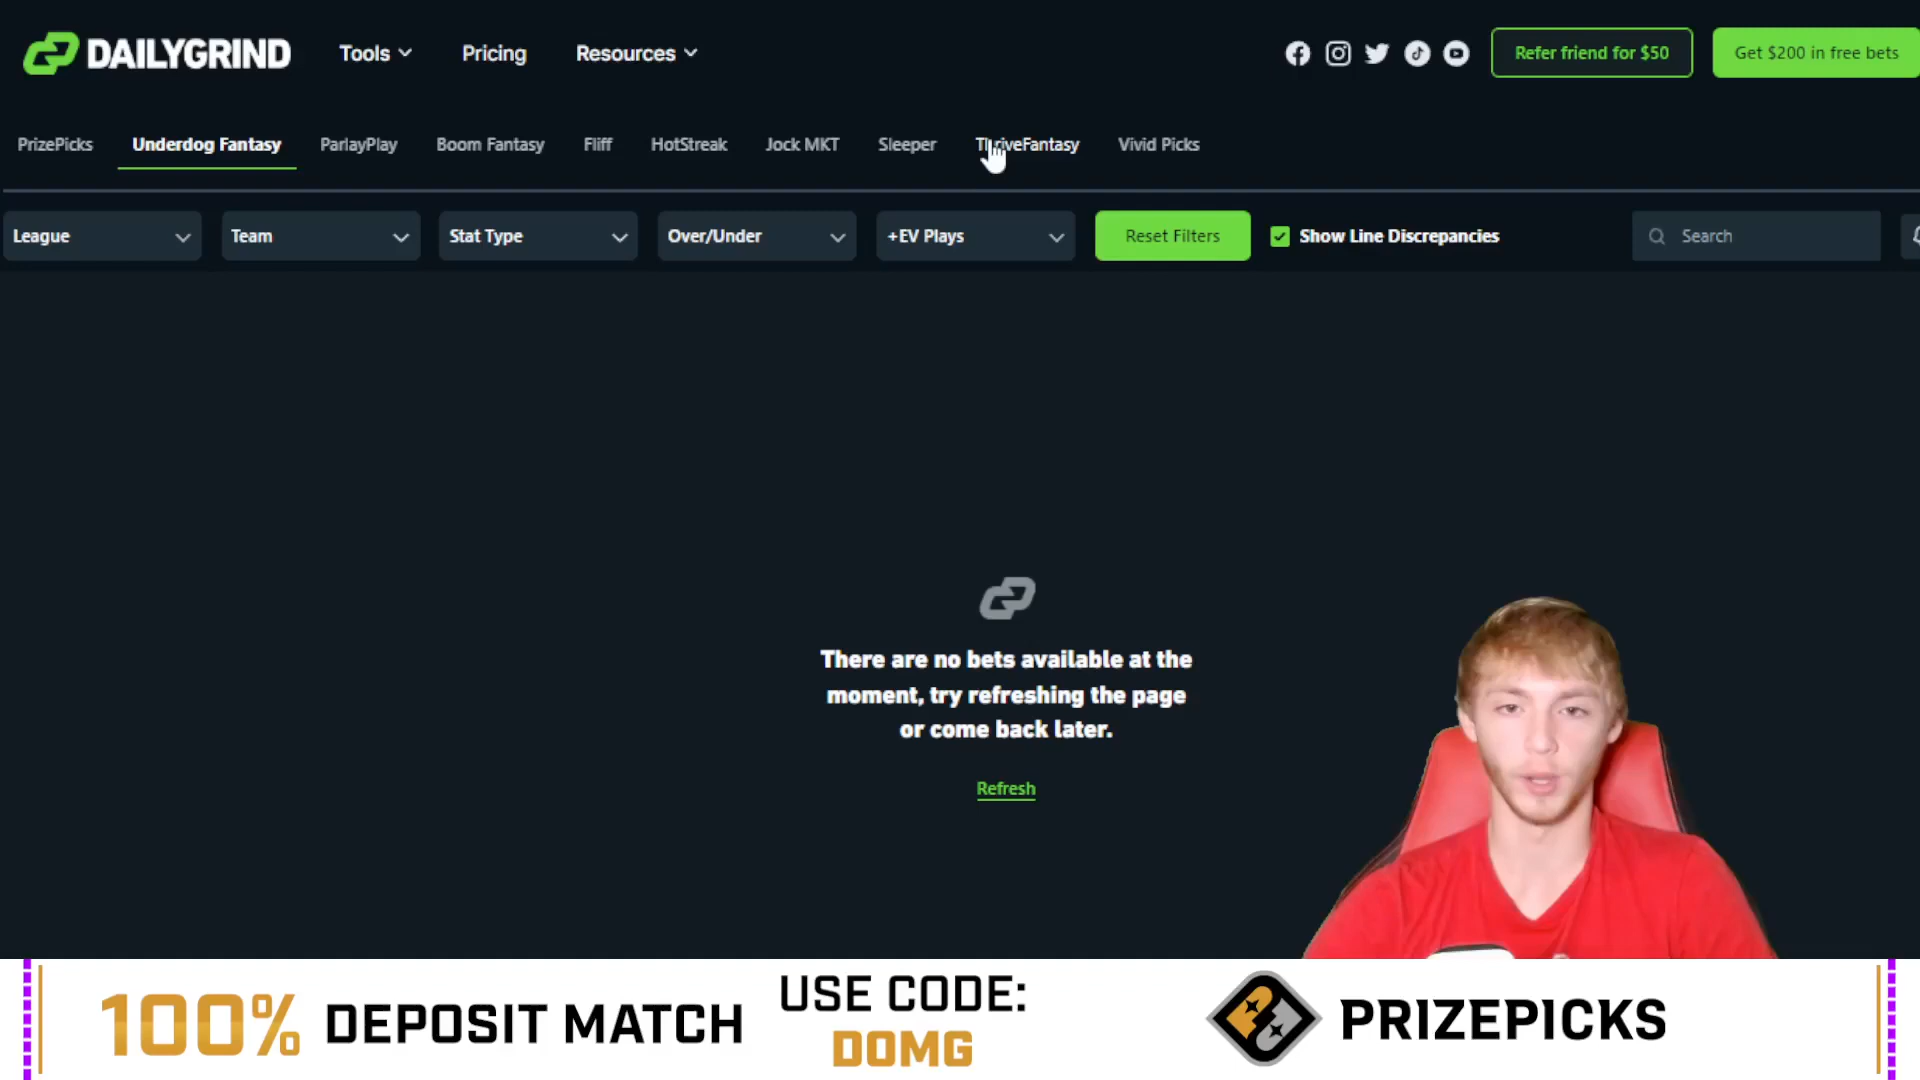 DAILYGRIND
Tools
Pricing
Resources
Refer friend for $50
Get $200 in free bets
PrizePicks
Underdog Fantasy
ParlayPlay
Boom Fantasy
Fliff
HotStreak
Jock MKT
Sleeper
ThriveFantasy
Vivid Picks
League
Team
Stat Type
Over/Under
+EV Plays
Reset Filters
Show Line Discrepancies
Search
There are no bets available at the
moment, try refreshing the page
or come back later.
Refresh
100% DEPOSIT MATCH
USE CODE:
DOMG
PRIZEPICKS